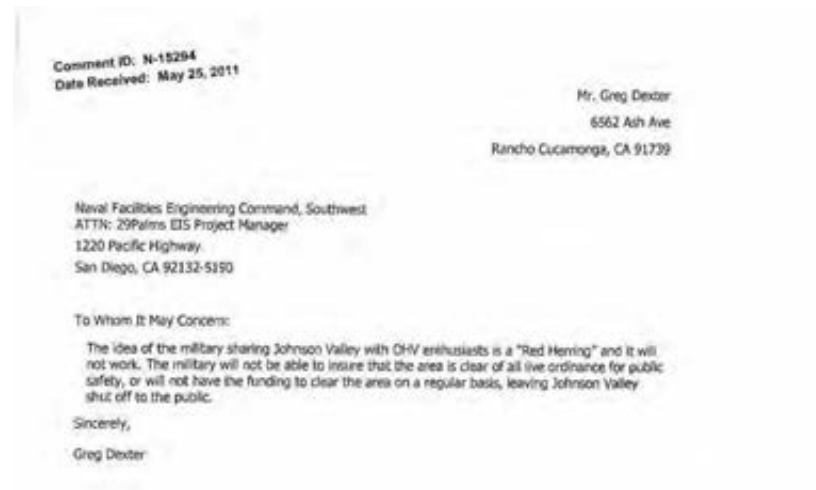 Comment ID: N-15294
Date Received: May 25, 2011
Mr. Greg Dexter
6562 Ash Ave
Rancho Cucamonga, CA 91739
Naval Facilities Engineering Command, Southwest
ATTN: 29Palms EIS Project Manager
1220 Pacific Highway
San Diego, CA 92132-5190
To Whom It May Concern:
The idea of the military sharing Johnson Valley with OHV enthusiasts is a "Red Herring" and it will
not work. The military will not be able to insure that the area is clear of all live ordinance for public
safety, or will not have the funding to clear the area on a regular basis, leaving Johnson Valley
shut off to the public.
Sincerely,
Greg Dexter